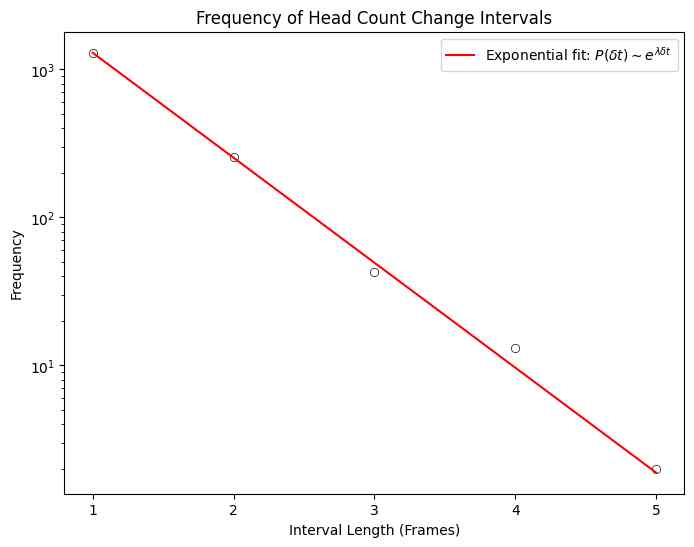 Frequency of Head Count Change Intervals
Exponential fit: P(δt) ~ e^{λδt}
10³
10²
10¹
Frequency
1 2 3 4 5
Interval Length (Frames)